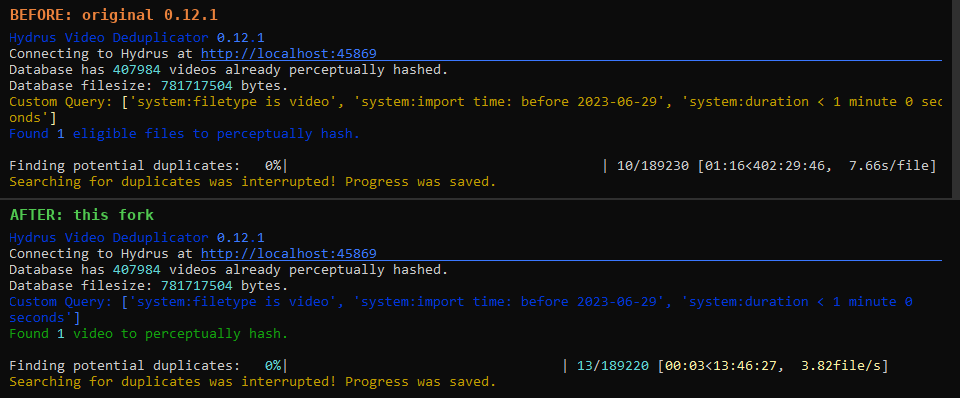 BEFORE: original 0.12.1
Hydrus Video Deduplicator 0.12.1
Connecting to Hydrus at http://localhost:45869
Database has 407984 videos already perceptually hashed.
Database filesize: 781717504 bytes.
Custom Query: ['system:filetype is video', 'system:import time: before 2023-06-29', 'system:duration < 1 minute 0 sec
onds']
Found 1 eligible files to perceptually hash.
Finding potential duplicates:   0%|                                       | 10/189230 [01:16<402:29:46,  7.66s/file]
Searching for duplicates was interrupted! Progress was saved.
AFTER: this fork
Hydrus Video Deduplicator 0.12.1
Connecting to Hydrus at http://localhost:45869
Database has 407984 videos already perceptually hashed.
Database filesize: 781717504 bytes.
Custom Query: ['system:filetype is video', 'system:import time: before 2023-06-29', 'system:duration < 1 minute 0
seconds']
Found 1 video to perceptually hash.
Finding potential duplicates:   0%|                                  | 13/189220 [00:03<13:46:27,  3.82file/s]
Searching for duplicates was interrupted! Progress was saved.